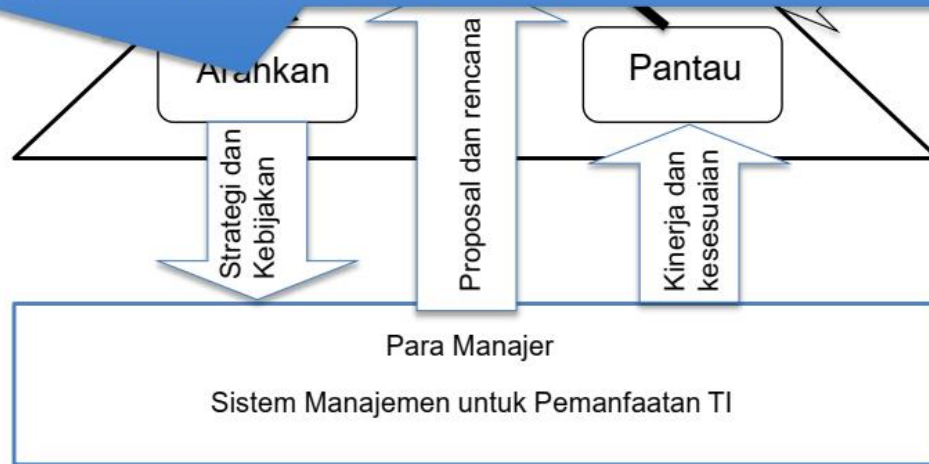 Arahkan
Pantau
Strategi dan
Kebijakan
Proposal dan rencana
Kinerja dan
kesesuaian
Para Manajer
Sistem Manajemen untuk Pemanfaatan TI